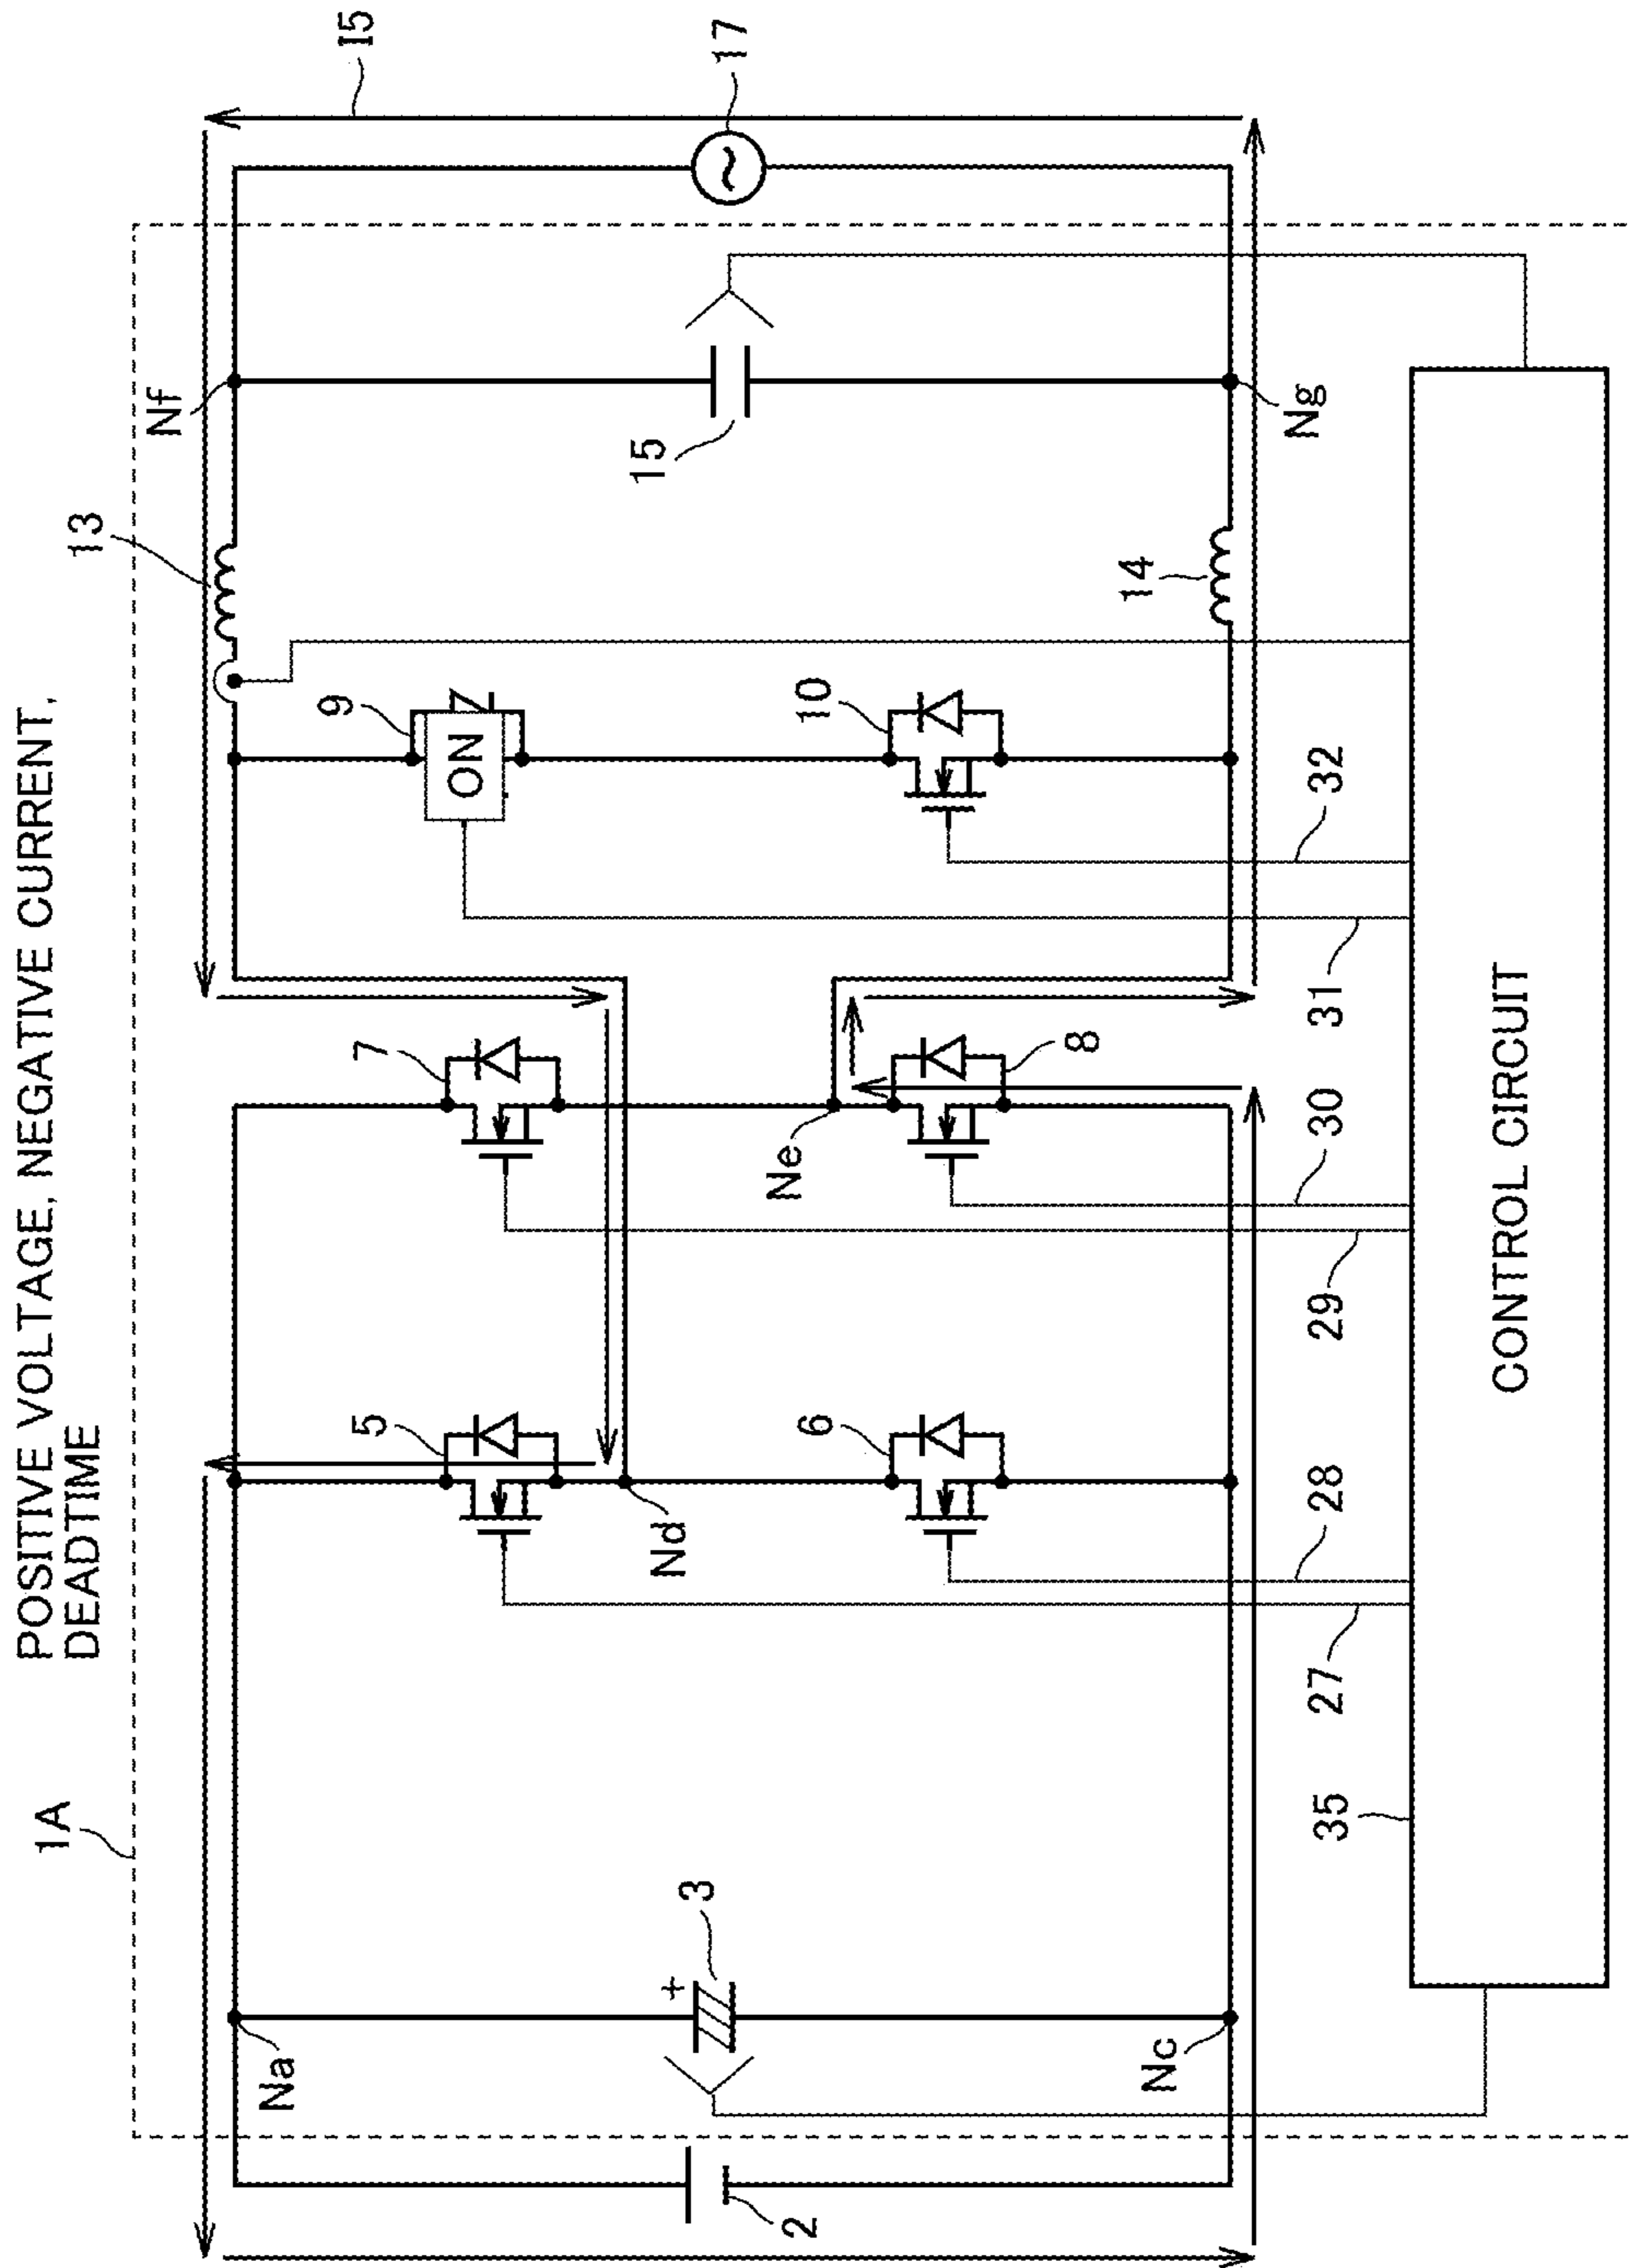 POSITIVE VOLTAGE, NEGATIVE CURRENT,
DEADTIME
1A
13
Nf
Na
I5
5
7
9
ON
+
3
Nd
15
17
2
6
Ne
10
8
14
Nc
Ng
35
27
28
29
30
31
32
CONTROL CIRCUIT